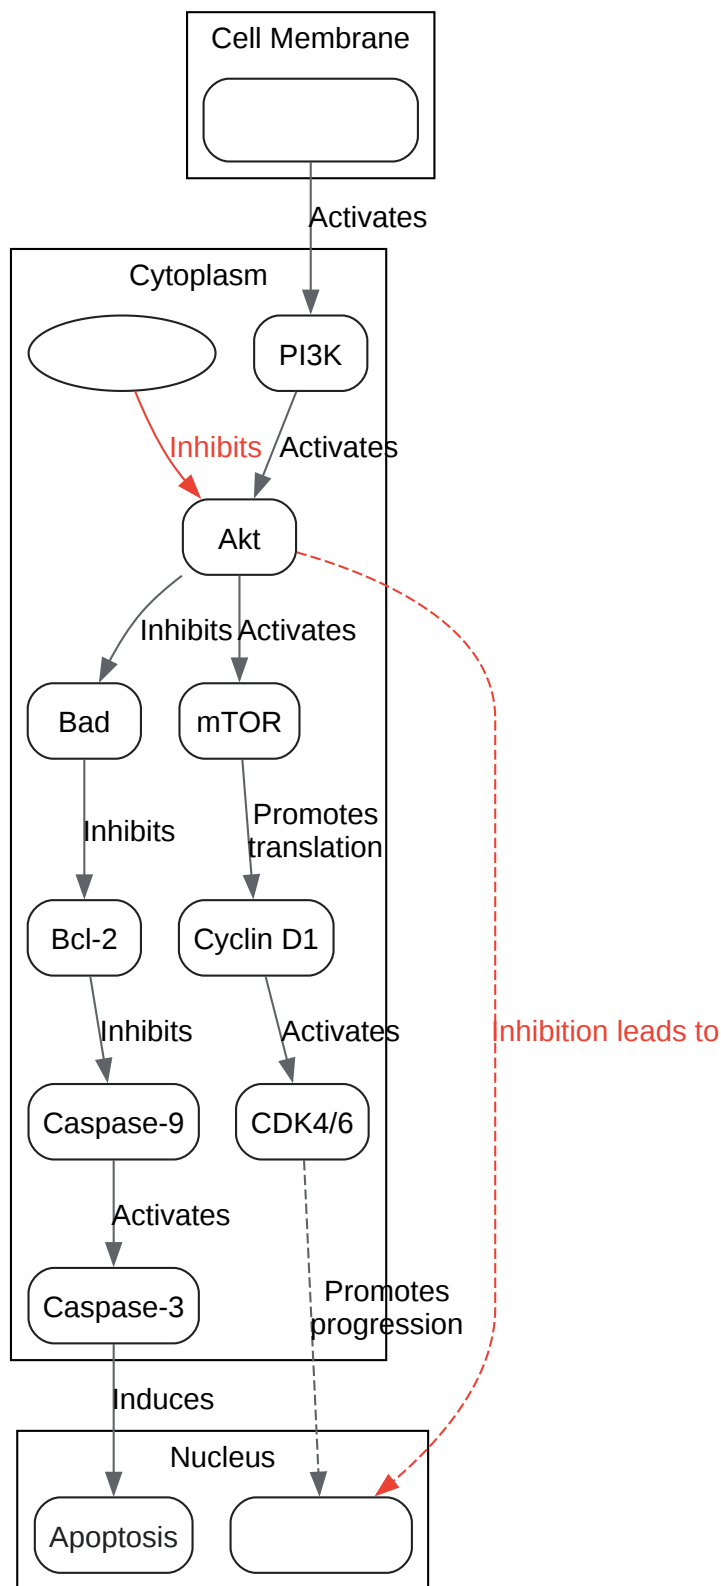 Cell Membrane
Activates
Cytoplasm
PI3K
Inhibits
Activates
Akt
Inhibits
Activates
Bad
mTOR
Inhibits
Promotes
translation
Bcl-2
Cyclin D1
Inhibits
Activates
Inhibition leads to
Caspase-9
CDK4/6
Activates
Caspase-3
Promotes
progression
Induces
Nucleus
Apoptosis